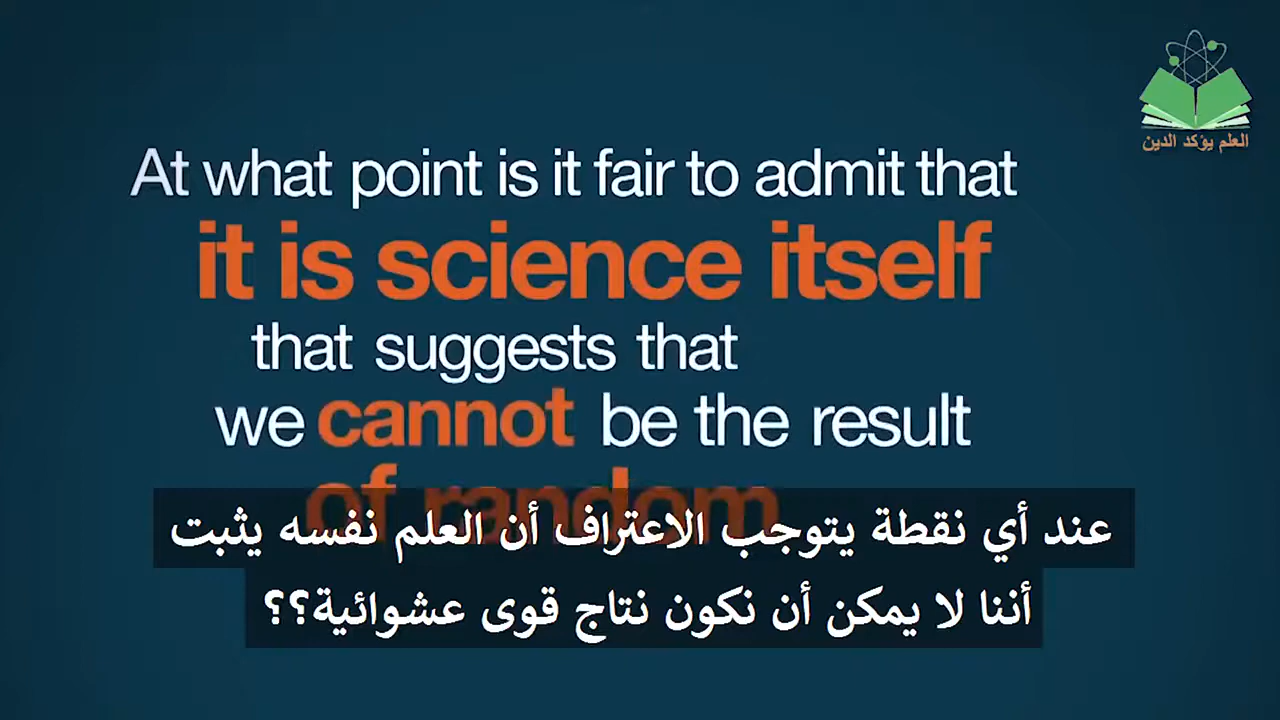 العلم يؤكد الدين
At what point is it fair to admit that
it is science itself
that suggests that
we cannot be the result
of random
عند أي نقطة يتوجب الاعتراف أن العلم نفسه يثبت
أننا لا يمكن أن نكون نتاج قوى عشوائية؟؟